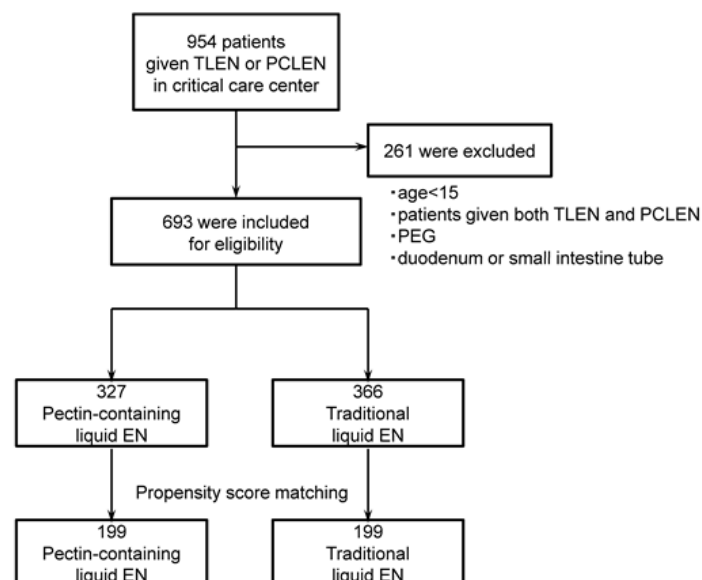 954 patients
given TLEN or PCLEN
in critical care center
261 were excluded
・age<15
・patients given both TLEN and PCLEN
・PEG
・duodenum or small intestine tube
693 were included
for eligibility
327
Pectin-containing
liquid EN
366
Traditional
liquid EN
Propensity score matching
199
Pectin-containing
liquid EN
199
Traditional
liquid EN